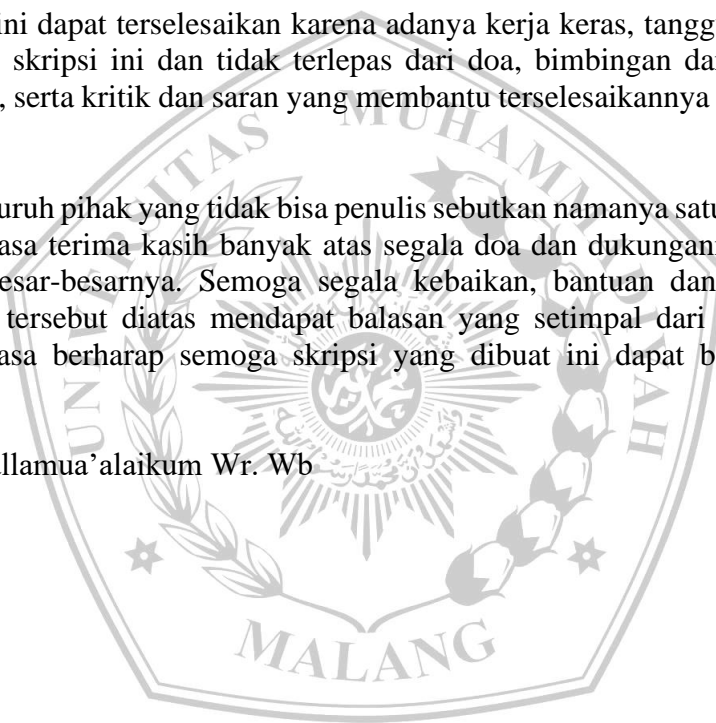 ini dapat terselesaikan karena adanya kerja keras, tangg
skripsi ini dan tidak terlepas dari doa, bimbingan da
, serta kritik dan saran yang membantu terselesaikannya
uruh pihak yang tidak bisa penulis sebutkan namanya satu
asa terima kasih banyak atas segala doa dan dukungan
esar-besarnya. Semoga segala kebaikan, bantuan dan
tersebut diatas mendapat balasan yang setimpal dari
asa berharap semoga skripsi yang dibuat ini dapat b
llamua’alaikum Wr. Wb
UNIVERSITAS MUHAMMADIYAH
MALANG